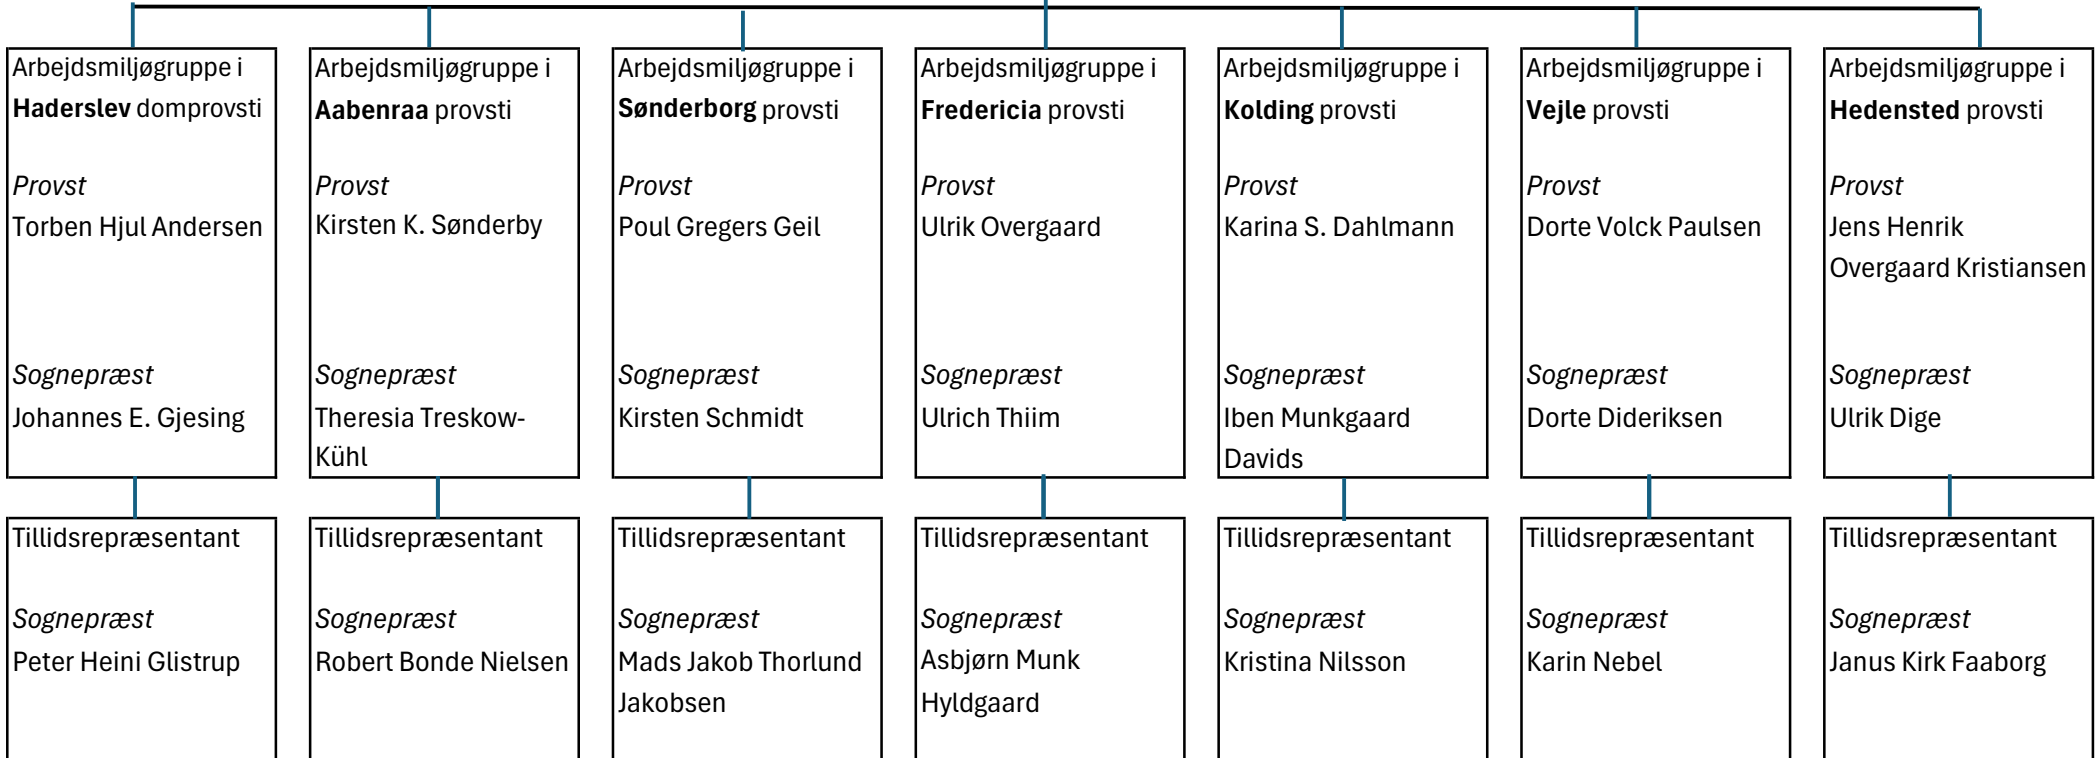 Arbejdsmiljøgruppe i
Haderslev domprovsti
Provst
Torben Hjul Andersen
Sognepræst
Johannes E. Gjesing
Arbejdsmiljøgruppe i
Aabenraa provsti
Provst
Kirsten K. Sønderby
Sognepræst
Theresia Treskow-
Kühl
Arbejdsmiljøgruppe i
Sønderborg provsti
Provst
Poul Gregers Geil
Sognepræst
Kirsten Schmidt
Arbejdsmiljøgruppe i
Fredericia provsti
Provst
Ulrik Overgaard
Sognepræst
Ulrich Thiim
Arbejdsmiljøgruppe i
Kolding provsti
Provst
Karina S. Dahlmann
Sognepræst
Iben Munkgaard
Davids
Arbejdsmiljøgruppe i
Vejle provsti
Provst
Dorte Volck Paulsen
Sognepræst
Dorte Dideriksen
Arbejdsmiljøgruppe i
Hedensted provsti
Provst
Jens Henrik
Overgaard Kristiansen
Sognepræst
Ulrik Dige
Tillidsrepræsentant
Sognepræst
Peter Heini Glistrup
Tillidsrepræsentant
Sognepræst
Robert Bonde Nielsen
Tillidsrepræsentant
Sognepræst
Mads Jakob Thorlund
Jakobsen
Tillidsrepræsentant
Sognepræst
Asbjørn Munk
Hyldgaard
Tillidsrepræsentant
Sognepræst
Kristina Nilsson
Tillidsrepræsentant
Sognepræst
Karin Nebel
Tillidsrepræsentant
Sognepræst
Janus Kirk Faaborg